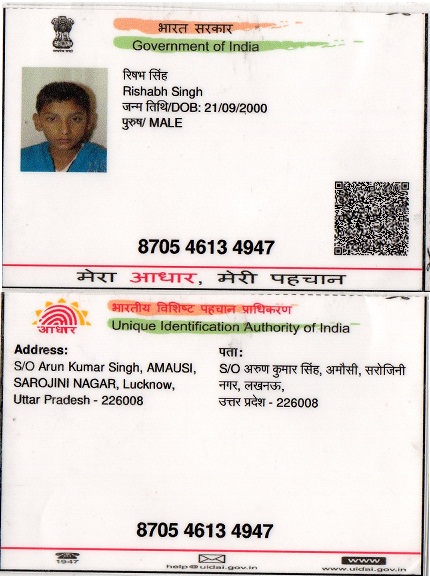 भारत सरकार
Government of India
रिषभ सिंह
Rishabh Singh
जन्म तिथि/DOB: 21/09/2000
पुरुष/ MALE
8705 4613 4947
मेरा आधार, मेरी पहचान
भारतीय विशिष्ट पहचान प्राधिकरण
आधार
Unique Identification Authority of India
Address:
S/O Arun Kumar Singh, AMAUSI,
SAROJINI NAGAR, Lucknow,
Uttar Pradesh - 226008
पता:
S/O अरुण कुमार सिंह, अमौसी, सरोजिनी
नगर, लखनऊ,
उत्तर प्रदेश - 226008
8705 4613 4947
1947
help@uidai.gov.in
www
www.uidai.gov.in